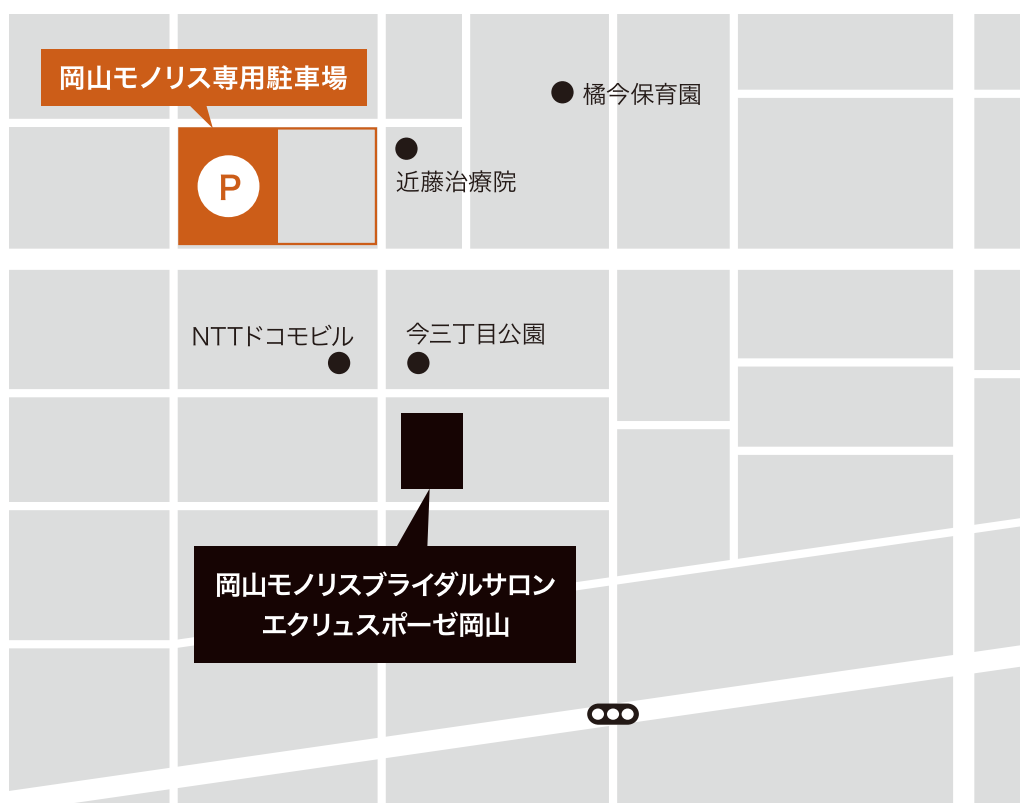 岡山モノリス専用駐車場
橘今保育園
P
近藤治療院
NTTドコモビル
今三丁目公園
岡山モノリスブライダルサロン
エクリュスポーゼ岡山